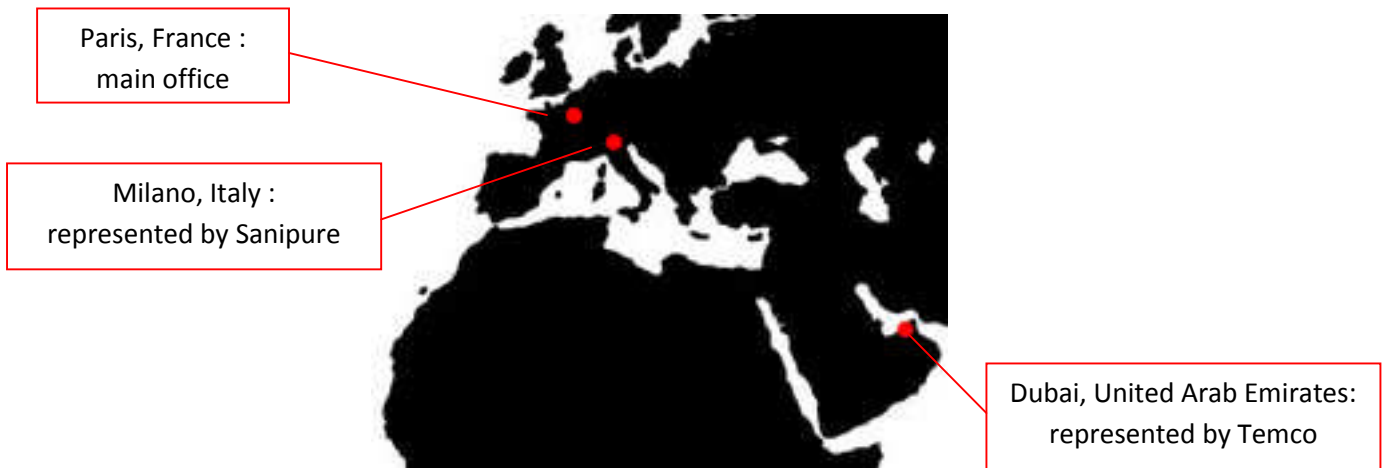 Paris, France :
main office
Milano, Italy :
represented by Sanipure
Dubai, United Arab Emirates:
represented by Temco